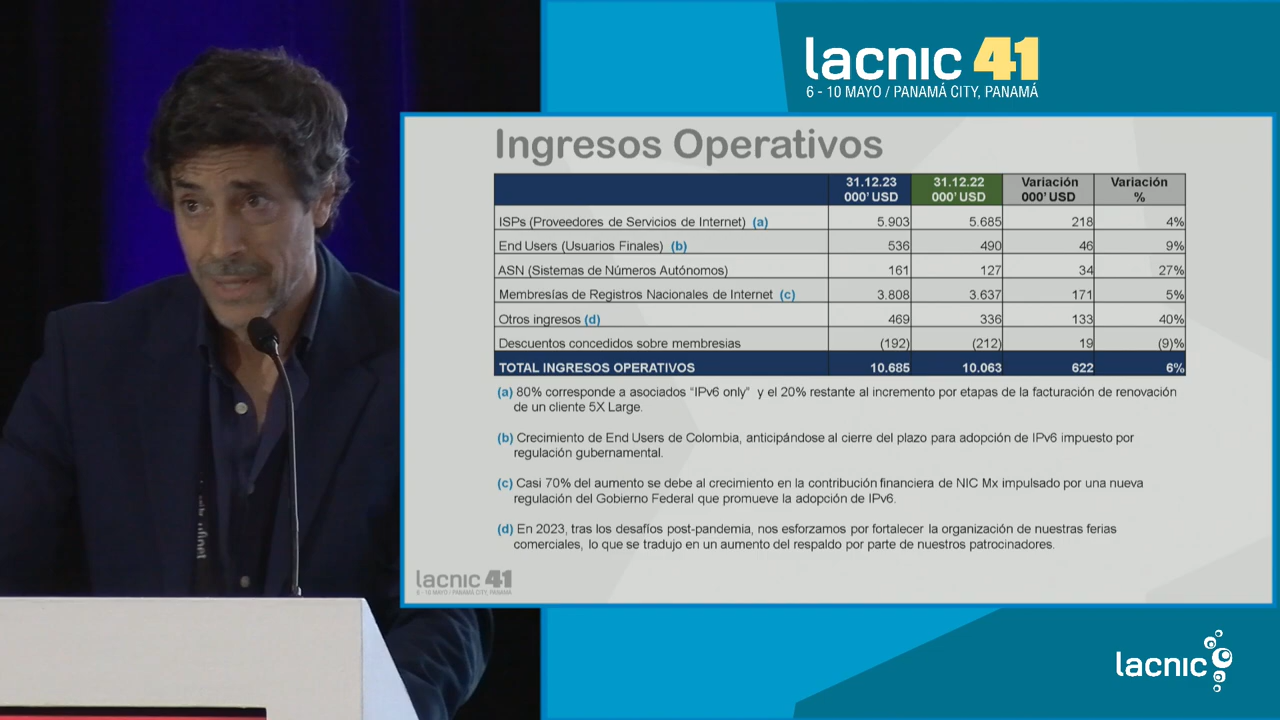 lacnic 41
6 - 10 MAYO / PANAMÁ CITY, PANAMÁ
Ingresos Operativos
31.12.23 000' USD 31.12.22 000' USD Variación 000' USD Variación %
ISPs (Proveedores de Servicios de Internet) (a) 5.903 5.685 218 4%
End Users (Usuarios Finales) (b) 536 490 46 9%
ASN (Sistemas de Números Autónomos) 161 127 34 27%
Membresías de Registros Nacionales de Internet (c) 3.808 3.637 171 5%
Otros ingresos (d) 469 336 133 40%
Descuentos concedidos sobre membresias (192) (212) 19 (9)%
TOTAL INGRESOS OPERATIVOS 10.685 10.063 622 6%
(a) 80% corresponde a asociados "IPv6 only" y el 20% restante al incremento por etapas de la facturación de renovación
de un cliente 5X Large.
(b) Crecimiento de End Users de Colombia, anticipándose al cierre del plazo para adopción de IPv6 impuesto por
regulación gubernamental.
(c) Casi 70% del aumento se debe al crecimiento en la contribución financiera de NIC Mx impulsado por una nueva
regulación del Gobierno Federal que promueve la adopción de IPv6.
(d) En 2023, tras los desafíos post-pandemia, nos esforzamos por fortalecer la organización de nuestras ferias
comerciales, lo que se tradujo en un aumento del respaldo por parte de nuestros patrocinadores.
lacnic 41
6 - 10 MAYO / PANAMÁ CITY, PANAMÁ
lacnic